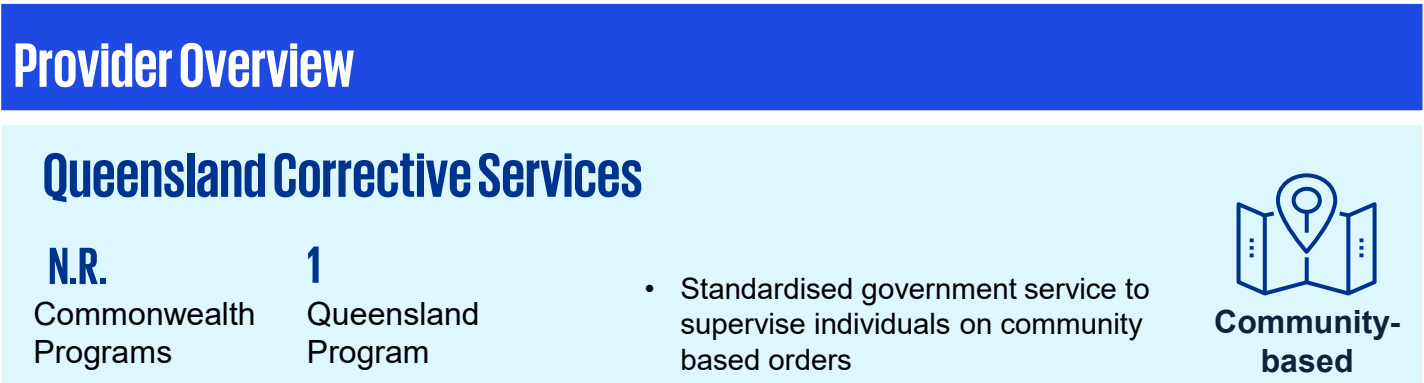 Provider Overview
Queensland Corrective Services
N.R.
Commonwealth
Programs
1
Queensland
Program
• Standardised government service to
supervise individuals on community
based orders
Community-
based